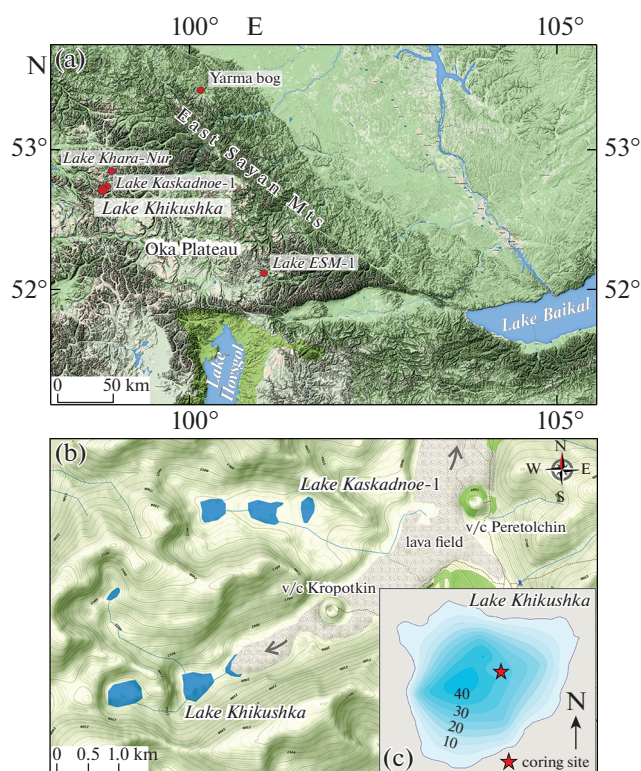 100° E 105°
N
(a)
Yarma bog
East Sayan Mts
53° 53°
Lake Khara-Nur
Lake Kaskadnoe-1
Lake Khikushka
Oka Plateau
Lake ESM-1
52° 52°
Lake Baikal
Lake Hovsgol
0 50 km
100° 105°
(b)
N
W E
S
Lake Kaskadnoe-1
v/c Peretolchin
lava field
v/c Kropotkin
Lake Khikushka
Lake Khikushka
40
30
20
10
N
0 0.5 1.0 km
(c)
coring site